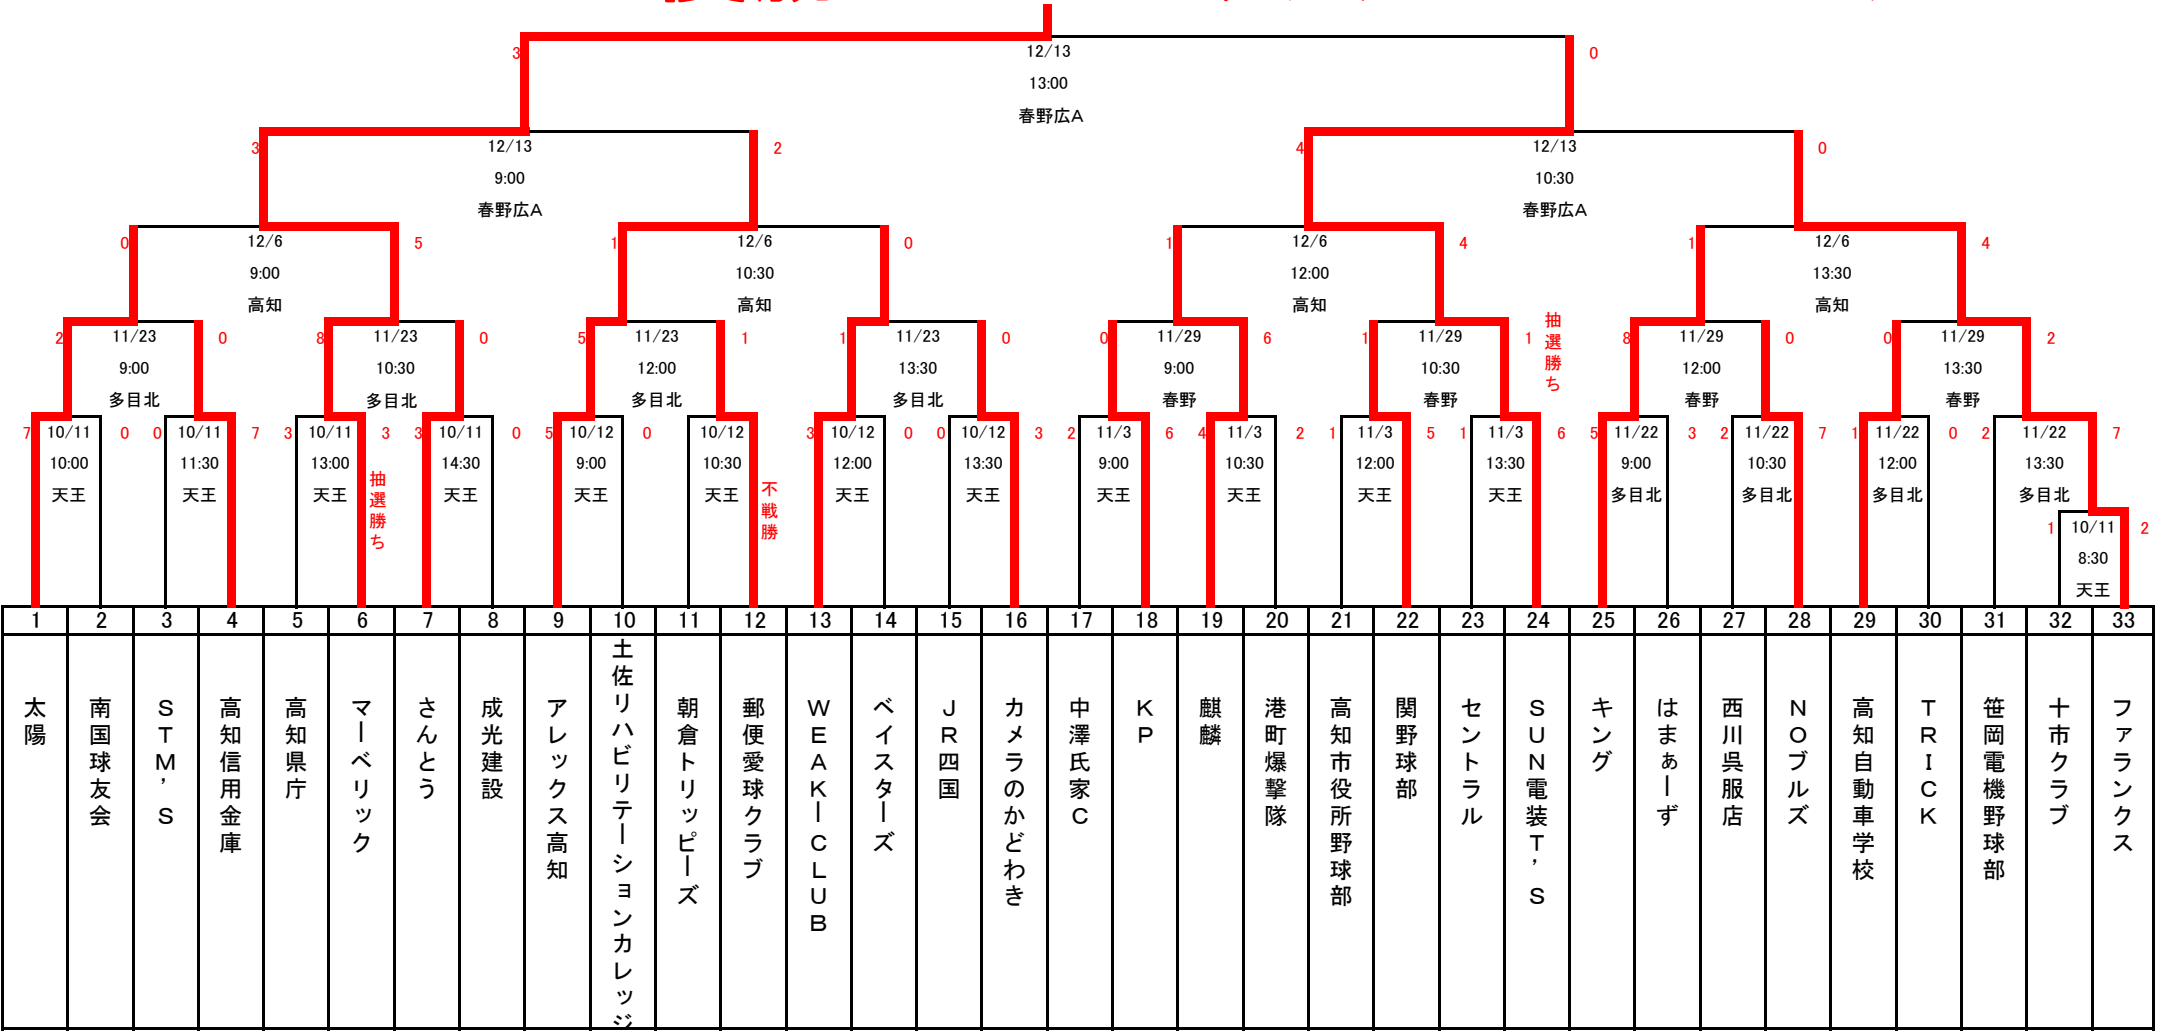 3 12/13 0
13:00
春野広A
3 12/13 2 4 12/13 0
9:00 10:30
春野広A 春野広A
0 12/6 5 1 12/6 0 1 12/6 4 1 12/6 4
9:00 10:30 12:00 13:30
高知 高知 高知 高知
2 11/23 0 8 11/23 0 5 11/23 1 1 11/23 0 0 11/29 6 1 11/29 1 抽選勝ち 8 11/29 0 0 11/29 2
9:00 10:30 12:00 13:30 9:00 10:30 12:00 13:30
多目北 多目北 多目北 多目北 春野 春野 春野 春野
7 10/11 0 0 10/11 7 3 10/11 3 3 10/11 0 5 10/12 0 10/12 3 10/12 0 0 10/12 3 2 11/3 6 4 11/3 2 1 11/3 5 1 11/3 6 5 11/22 3 2 11/22 7 1 11/22 0 2 11/22 7
10:00 11:30 13:00 14:30 9:00 10:30 12:00 13:30 9:00 10:30 12:00 13:30 9:00 10:30 12:00 13:30
天王 天王 天王 天王 天王 天王 天王 天王 天王 天王 天王 天王 多目北 多目北 多目北 多目北
抽選勝ち
不戦勝
1 10/11 2
8:30
天王
1 2 3 4 5 6 7 8 9 10 11 12 13 14 15 16 17 18 19 20 21 22 23 24 25 26 27 28 29 30 31 32 33
太陽
南国球友会
STM’S
高知信用金庫
高知県庁
マーベリック
さんとう
成光建設
アレックス高知
土佐リハビリテーションカレッジ
朝倉トリッピーズ
郵便愛球クラブ
WEAK－CLUB
ベイスターズ
JR四国
カメラのかどわき
中澤氏家C
KP
麒麟
港町爆撃隊
高知市役所野球部
関野球部
セントラル
SUN電装T’S
キング
はまぁーず
西川呉服店
NOブルズ
高知自動車学校
TRICK
笹岡電機野球部
十市クラブ
ファランクス